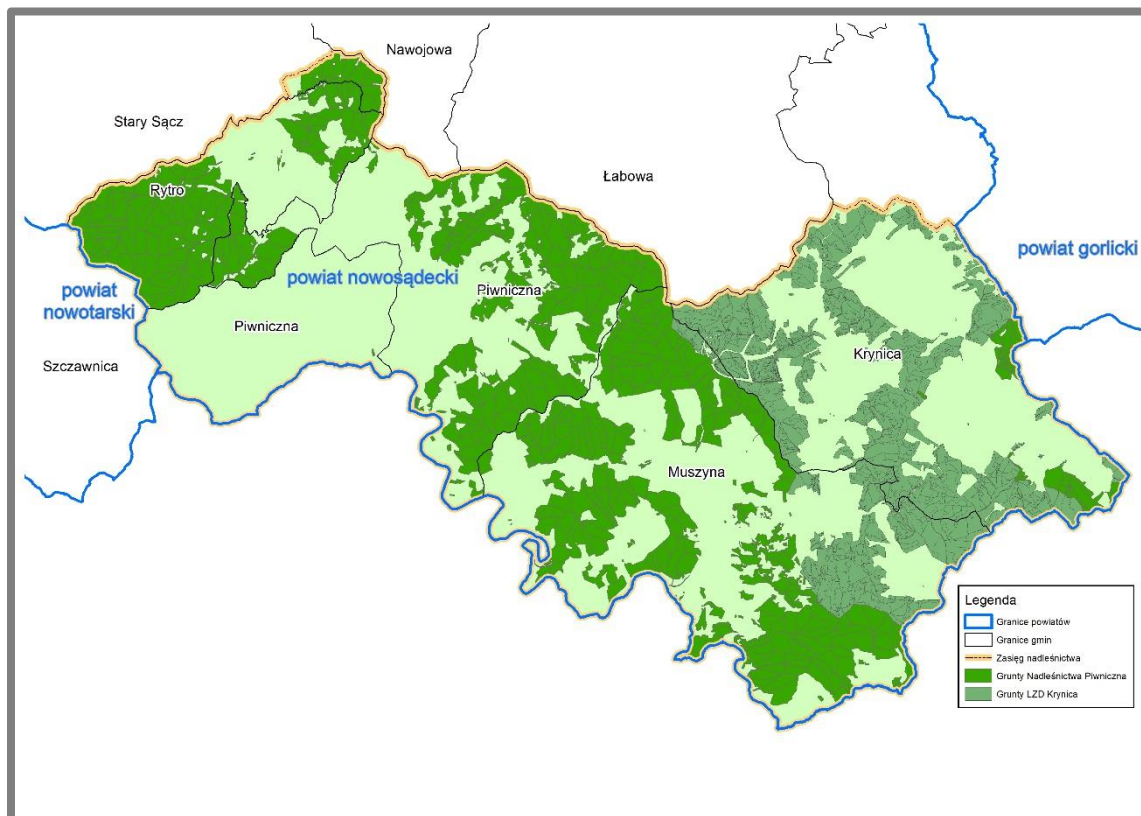 Nawojowa
Stary Sącz
Łabowa
Rytro
powiat gorlicki
powiat nowosądecki
powiat
nowotarski
Piwniczna
Piwniczna
Krynica
Szczawnica
Muszyna
Legenda
Granice powiatów
Granice gmin
Zasięg nadleśnictwa
Grunty Nadleśnictwa Piwniczna
Grunty LZD Krynica